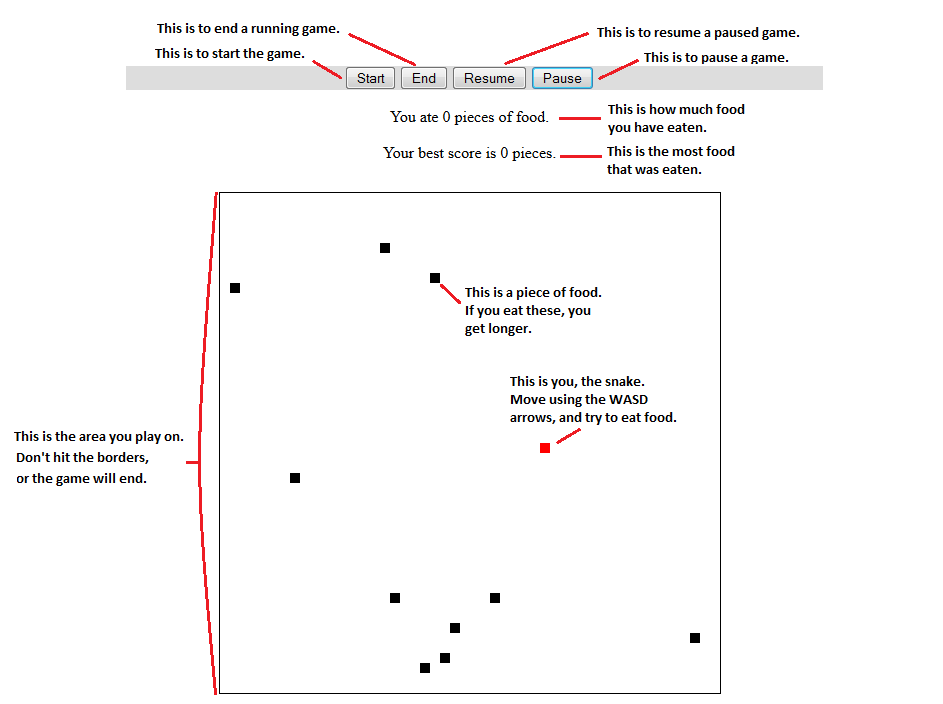 This is to end a running game.
This is to resume a paused game.
This is to start the game.
This is to pause a game.
Start
End
Resume
Pause
You ate 0 pieces of food.
This is how much food
you have eaten.
Your best score is 0 pieces.
This is the most food
that was eaten.
This is a piece of food.
If you eat these, you
get longer.
This is you, the snake.
Move using the WASD
arrows, and try to eat food.
This is the area you play on.
Don't hit the borders,
or the game will end.